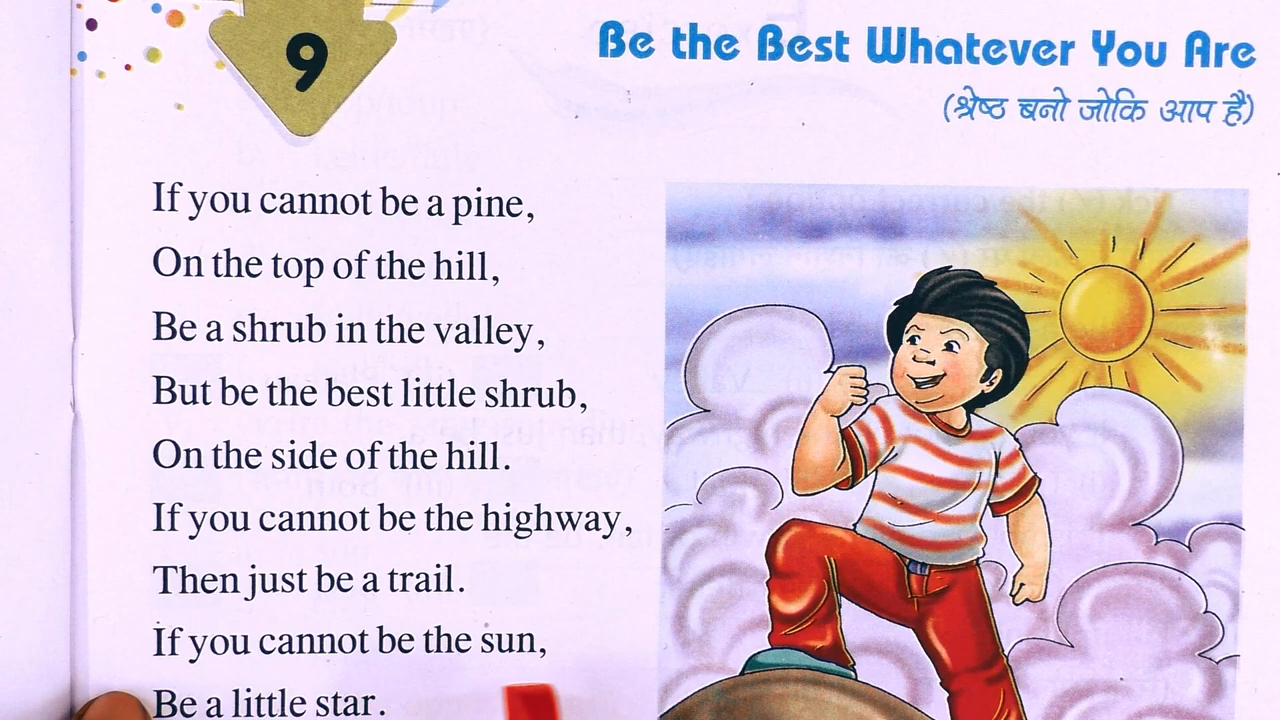 9
Be the Best Whatever You Are
(श्रेष्ठ बनो जोकि आप हैं)
If you cannot be a pine,
On the top of the hill,
Be a shrub in the valley,
But be the best little shrub,
On the side of the hill.
If you cannot be the highway,
Then just be a trail.
If you cannot be the sun,
Be a little star.